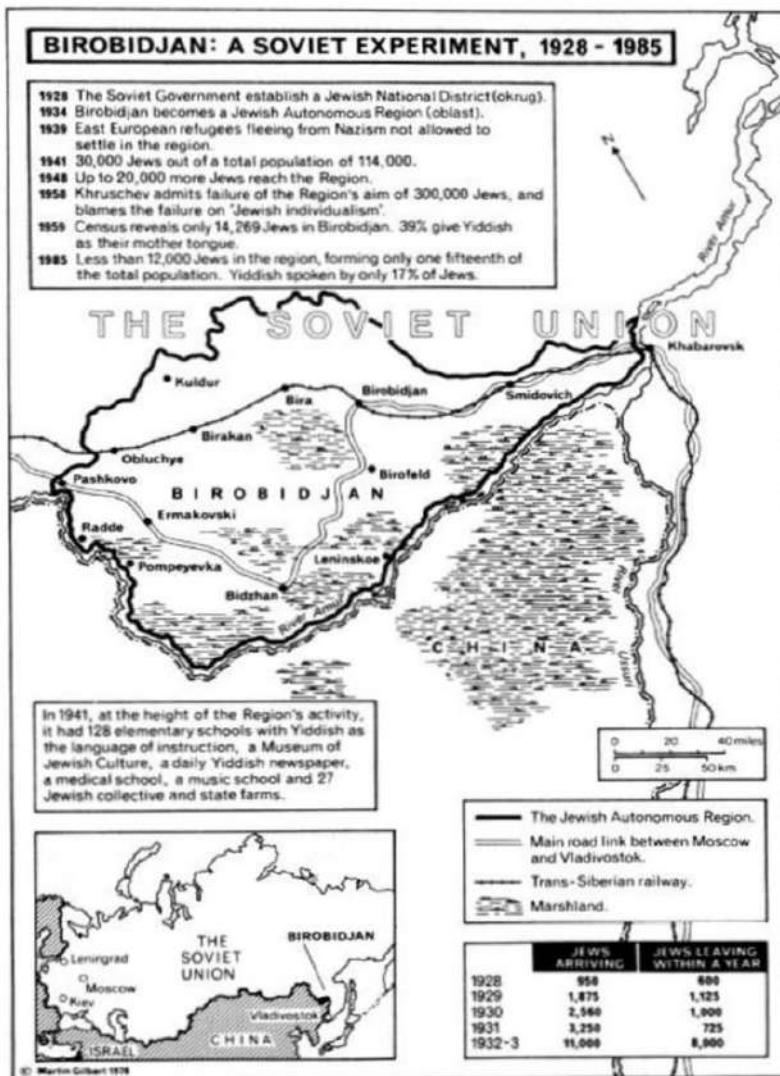 BIROBIDJAN: A SOVIET EXPERIMENT, 1928 - 1985
1928 The Soviet Government establish a Jewish National District (okrug).
1934 Birobidjan becomes a Jewish Autonomous Region (oblast).
1939 East European refugees fleeing from Nazism not allowed to
settle in the region.
1941 30,000 Jews out of a total population of 114,000.
1948 Up to 20,000 more Jews reach the Region.
1958 Khruschev admits failure of the Region's aim of 300,000 Jews, and
blames the failure on 'Jewish individualism'.
1959 Census reveals only 14,269 Jews in Birobidjan. 39% give Yiddish
as their mother tongue.
1985 Less than 12,000 Jews in the region, forming only one fifteenth of
the total population. Yiddish spoken by only 17% of Jews.
N
River Amur
THE SOVIET UNION
Khabarovsk
Kuldur
Bira
Birobidjan
Smidovich
Birakan
Obluchye
Birofeld
Pashkovo
BIROBIDJAN
Ermakovski
Radde
Leninskoe
Pompeyevka
Bidzhan
River Amur
River Ussuri
CHINA
In 1941, at the height of the Region's activity,
it had 128 elementary schools with Yiddish as
the language of instruction, a Museum of
Jewish Culture, a daily Yiddish newspaper,
a medical school, a music school and 27
Jewish collective and state farms.
0 20 40 miles
0 25 50 km
The Jewish Autonomous Region.
Main road link between Moscow
and Vladivostok.
Trans-Siberian railway.
Marshland.
Leningrad
Moscow
Kiev
THE
SOVIET
UNION
BIROBIDJAN
Vladivostok
ISRAEL
CHINA
JEWS ARRIVING JEWS LEAVING WITHIN A YEAR
1928 950 600
1929 1,875 1,125
1930 2,560 1,000
1931 3,250 725
1932-3 11,000 8,000
© Martin Gilbert 1978